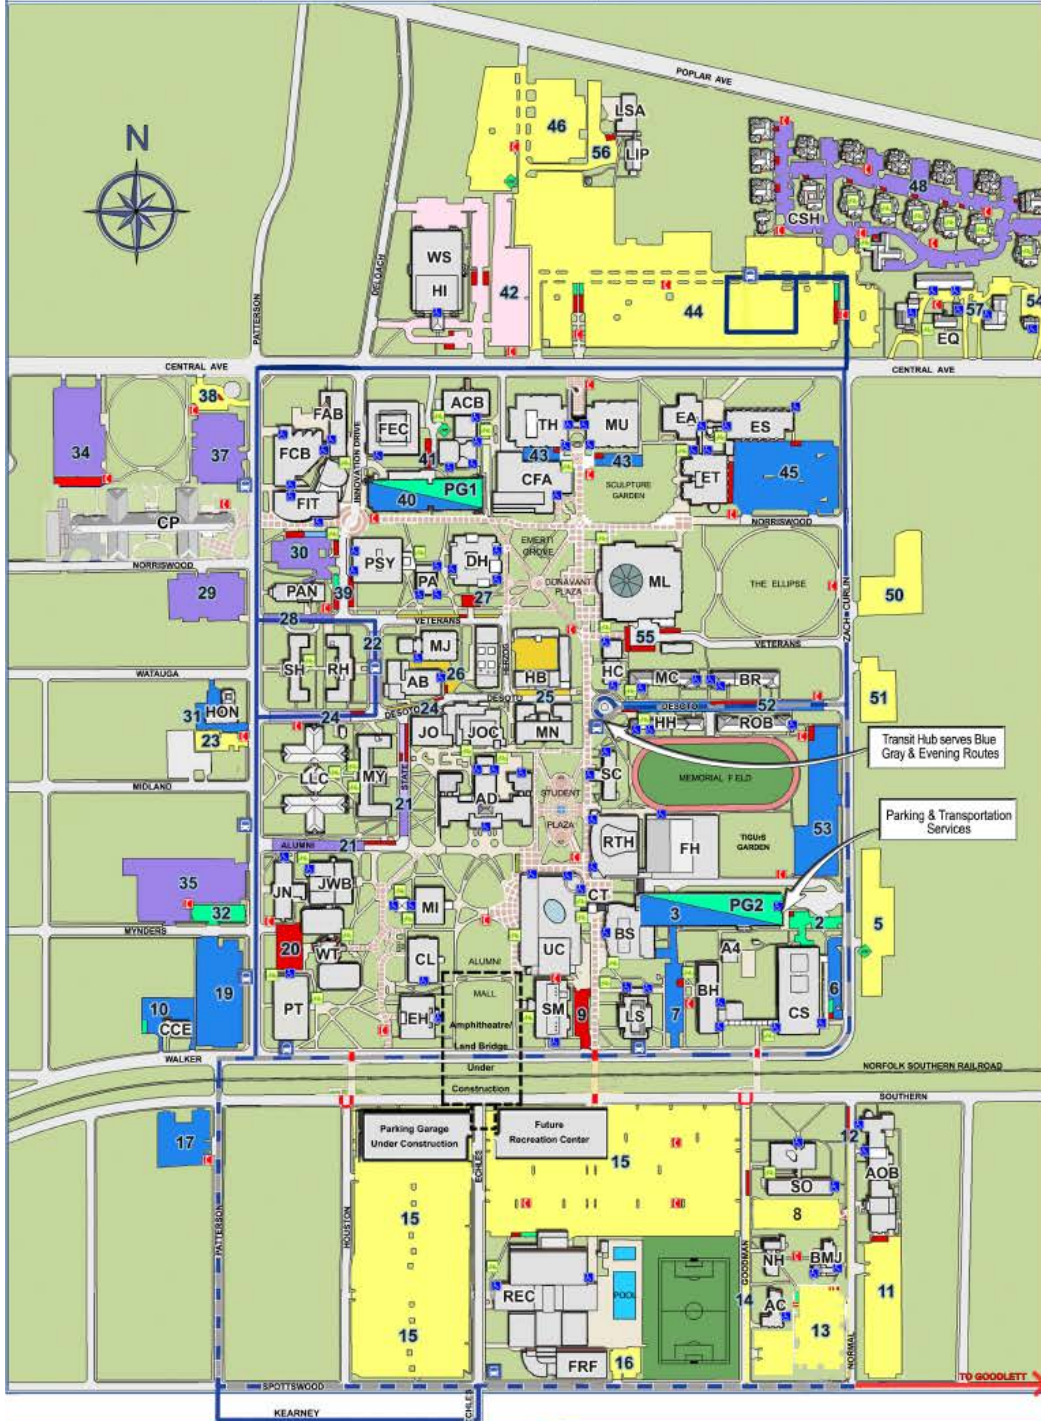 POPLAR AVE
LSA
46
56
LIP
N
48
CSH
PATTERSON
DELOACH
WS
HI
42
44
57
54
EQ
CENTRAL AVE
CENTRAL AVE
38
FAB
ACB
EA
FEC
TH
MU
ES
34
37
FCB
41
43
43
ET
45
INNOVATION DRIVE
PG1
CFA
SCULPTURE
GARDEN
40
FIT
CP
NORRISWOOD
30
EMERTI
GROVE
NORRISWOOD
PSY
DH
ML
THE ELLIPSE
29
PAN
39
PA
27
DUNAVANT
PLAZA
50
ZACH CURLIN
28
VETERANS
55
VETERANS
22
MJ
HERZOG
WATAUGA
SH
RH
26
HB
HC
MC
BR
AB
51
31
HON
24
DESOTO
24
DESOTO
25
52
DESOTO
23
JO
JOC
MN
HH
ROB
Transit Hub serves Blue
Gray & Evening Routes
LLC
MY
SC
MEMORIAL FIELD
MIDLAND
STATE
AD
STUDENT
PLAZA
21
Parking & Transportation
Services
53
ALUMNI
21
RTH
FH
TIGUrS
GARDEN
35
JN
JWB
CT
PG2
32
MI
3
2
5
MYNDERS
20
WT
UC
BS
A4
CL
ALUMNI
MALL
19
10
CCE
PT
EH
SM
9
LS
7
BH
CS
6
Amphitheatre/
Land Bridge
Under
Construction
WALKER
NORFOLK SOUTHERN RAILROAD
SOUTHERN
17
Parking Garage
Under Construction
Future
Recreation Center
12
ECHLES
15
AOB
SO
PATTERSON
HOUSTON
15
8
GOODMAN
NH
BMJ
REC
POOL
14
AC
11
15
13
NORMAL
FRF
16
TO GOODLETT
SPOTTSWOOD
KEARNEY
CHLES